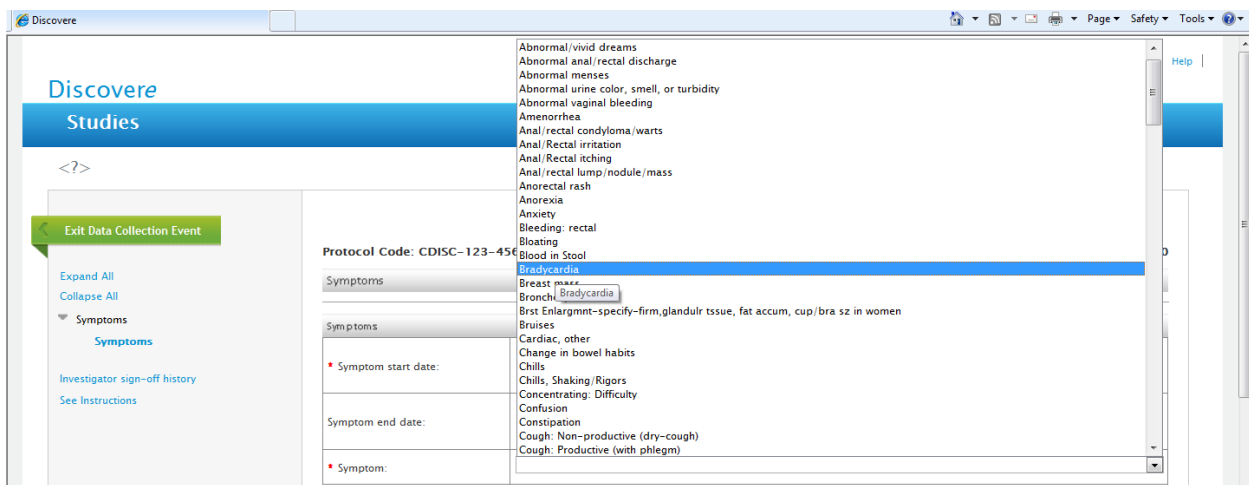 Discovere
Page
Safety
Tools
Help
Discovere
Studies
<?>
Exit Data Collection Event
Expand All
Collapse All
Symptoms
Symptoms
Investigator sign-off history
See Instructions
Protocol Code: CDISC-123-456
Symptoms
Symptoms
* Symptom start date:
Symptom end date:
* Symptom:
Abnormal/vivid dreams
Abnormal anal/rectal discharge
Abnormal menses
Abnormal urine color, smell, or turbidity
Abnormal vaginal bleeding
Amenorrhea
Anal/rectal condyloma/warts
Anal/Rectal irritation
Anal/Rectal itching
Anal/rectal lump/nodule/mass
Anorectal rash
Anorexia
Anxiety
Bleeding: rectal
Bloating
Blood in Stool
Bradycardia
Breast mass
Bradycardia
Brst Enlargmnt-specify-firm,glandulr tssue, fat accum, cup/bra sz in women
Bruises
Cardiac, other
Change in bowel habits
Chills
Chills, Shaking/Rigors
Concentrating: Difficulty
Confusion
Constipation
Cough: Non-productive (dry-cough)
Cough: Productive (with phlegm)